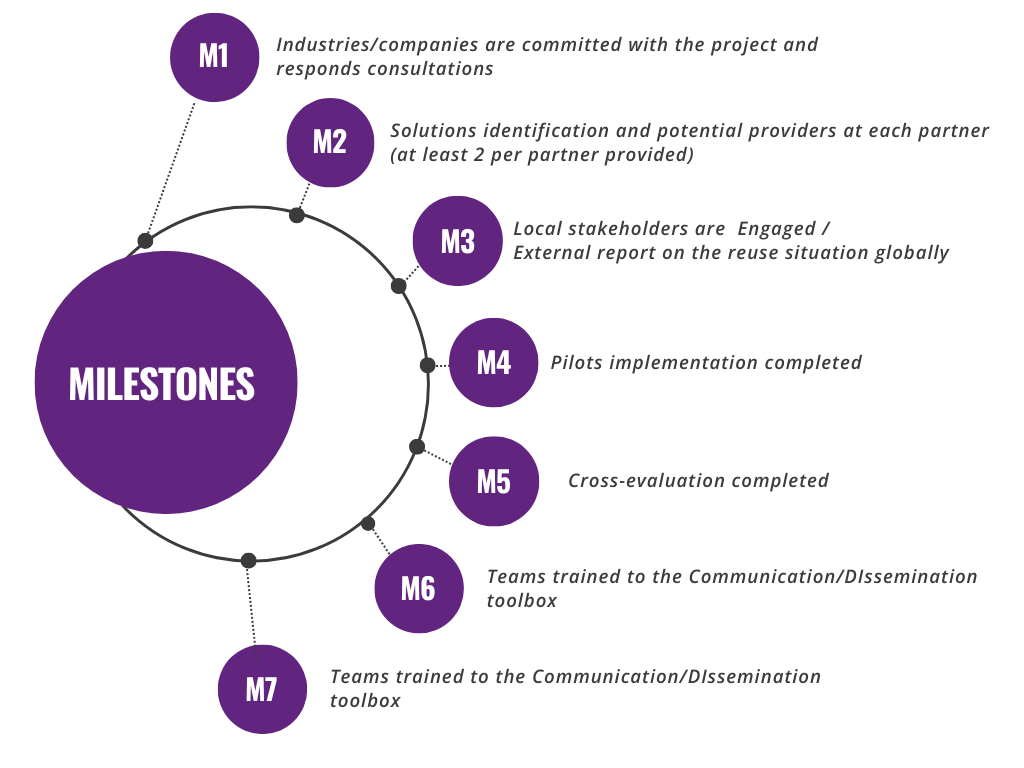 M1
Industries/companies are committed with the project and
responds consultations
M2
Solutions identification and potential providers at each partner
(at least 2 per partner provided)
M3
Local stakeholders are  Engaged /
External report on the reuse situation globally
MILESTONES
M4
Pilots implementation completed
M5
Cross-evaluation completed
M6
Teams trained to the Communication/DIssemination
toolbox
M7
Teams trained to the Communication/DIssemination
toolbox